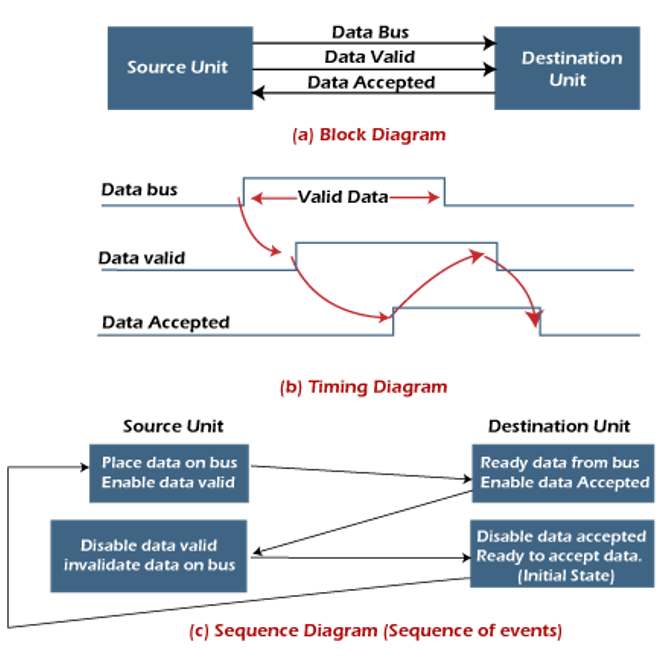 Data Bus
Source Unit
Data Valid
Destination
Unit
Data Accepted
(a) Block Diagram
Data bus
Valid Data
Data valid
Data Accepted
(b) Timing Diagram
Source Unit
Destination Unit
Place data on bus
Enable data valid
Ready data from bus
Enable data Accepted
Disable data valid
invalidate data on bus
Disable data accepted
Ready to accept data.
(Initial State)
(c) Sequence Diagram (Sequence of events)